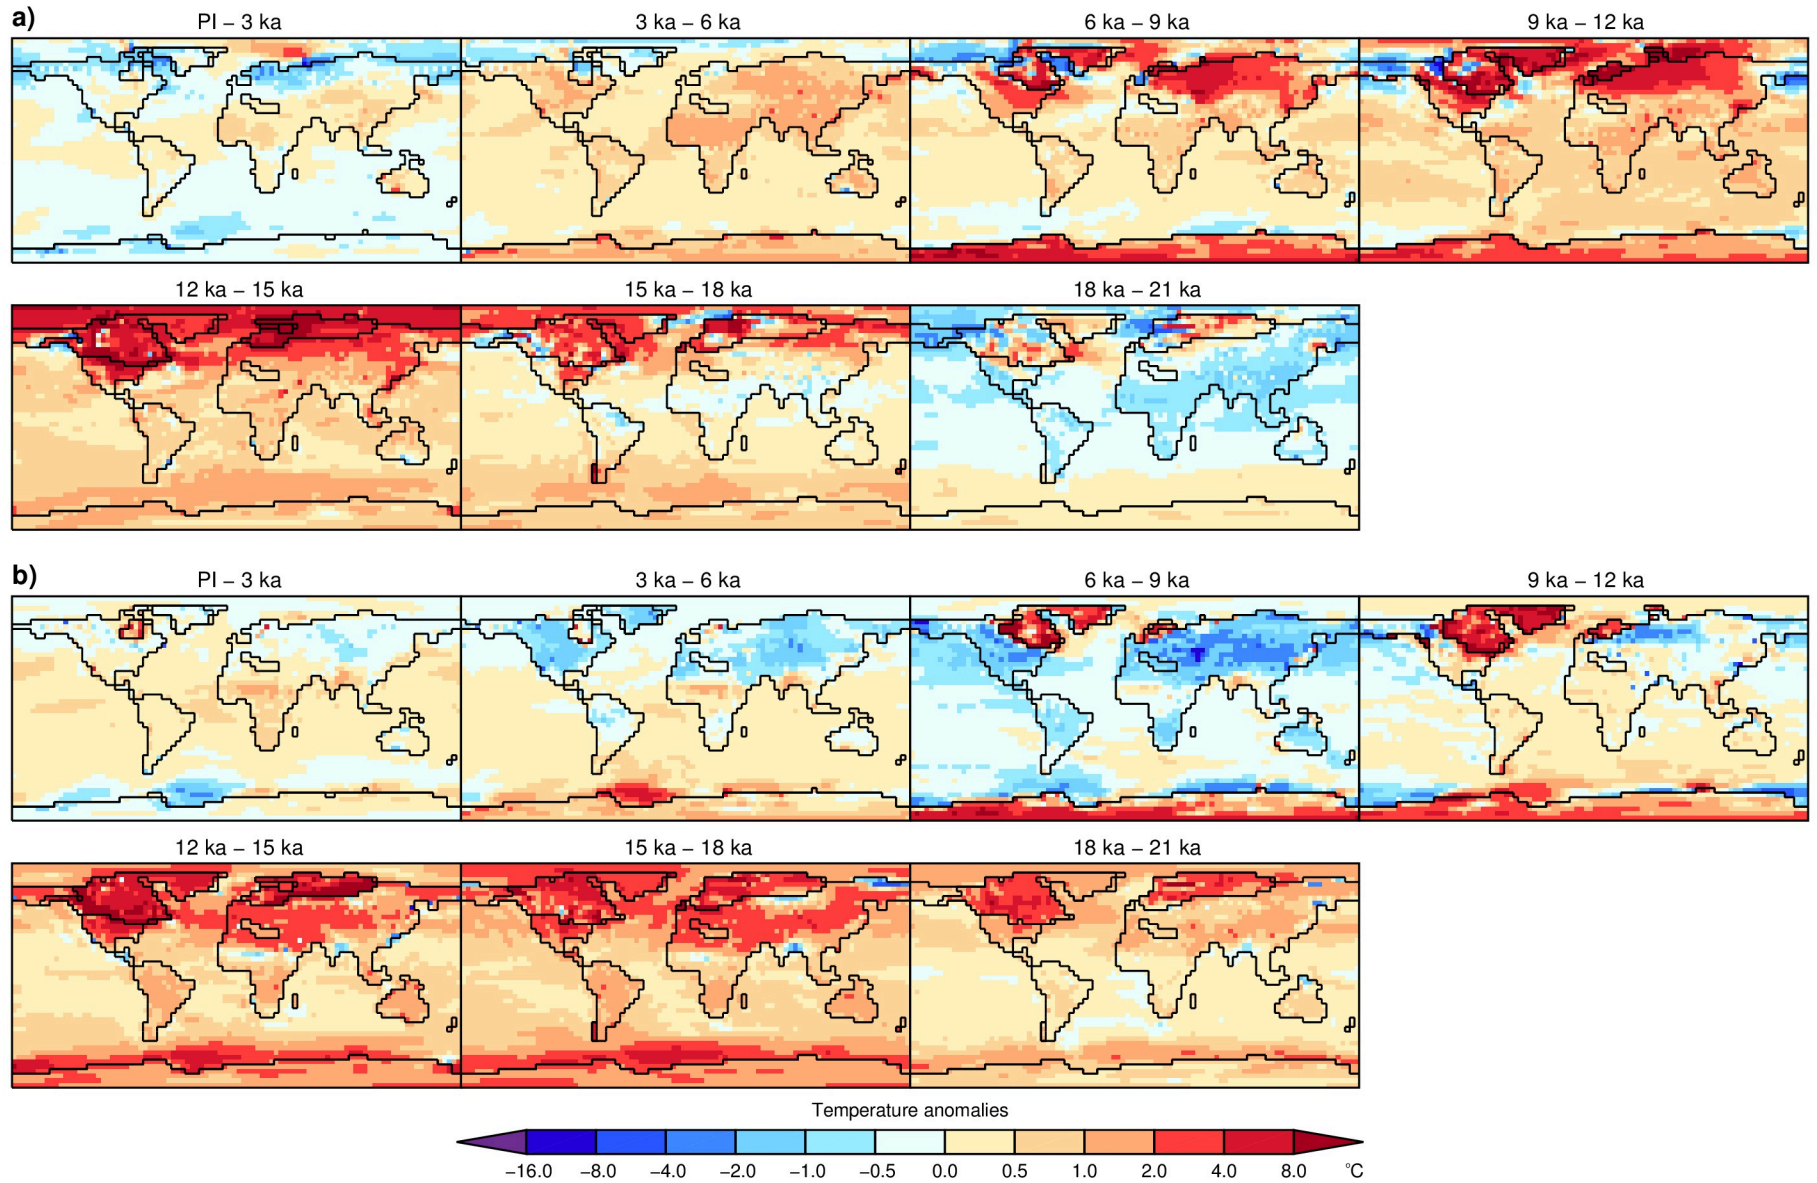 a)
PI – 3 ka
3 ka – 6 ka
6 ka – 9 ka
9 ka – 12 ka
12 ka – 15 ka
15 ka – 18 ka
18 ka – 21 ka
b)
PI – 3 ka
3 ka – 6 ka
6 ka – 9 ka
9 ka – 12 ka
12 ka – 15 ka
15 ka – 18 ka
18 ka – 21 ka
Temperature anomalies
−16.0 −8.0 −4.0 −2.0 −1.0 −0.5 0.0 0.5 1.0 2.0 4.0 8.0 °C